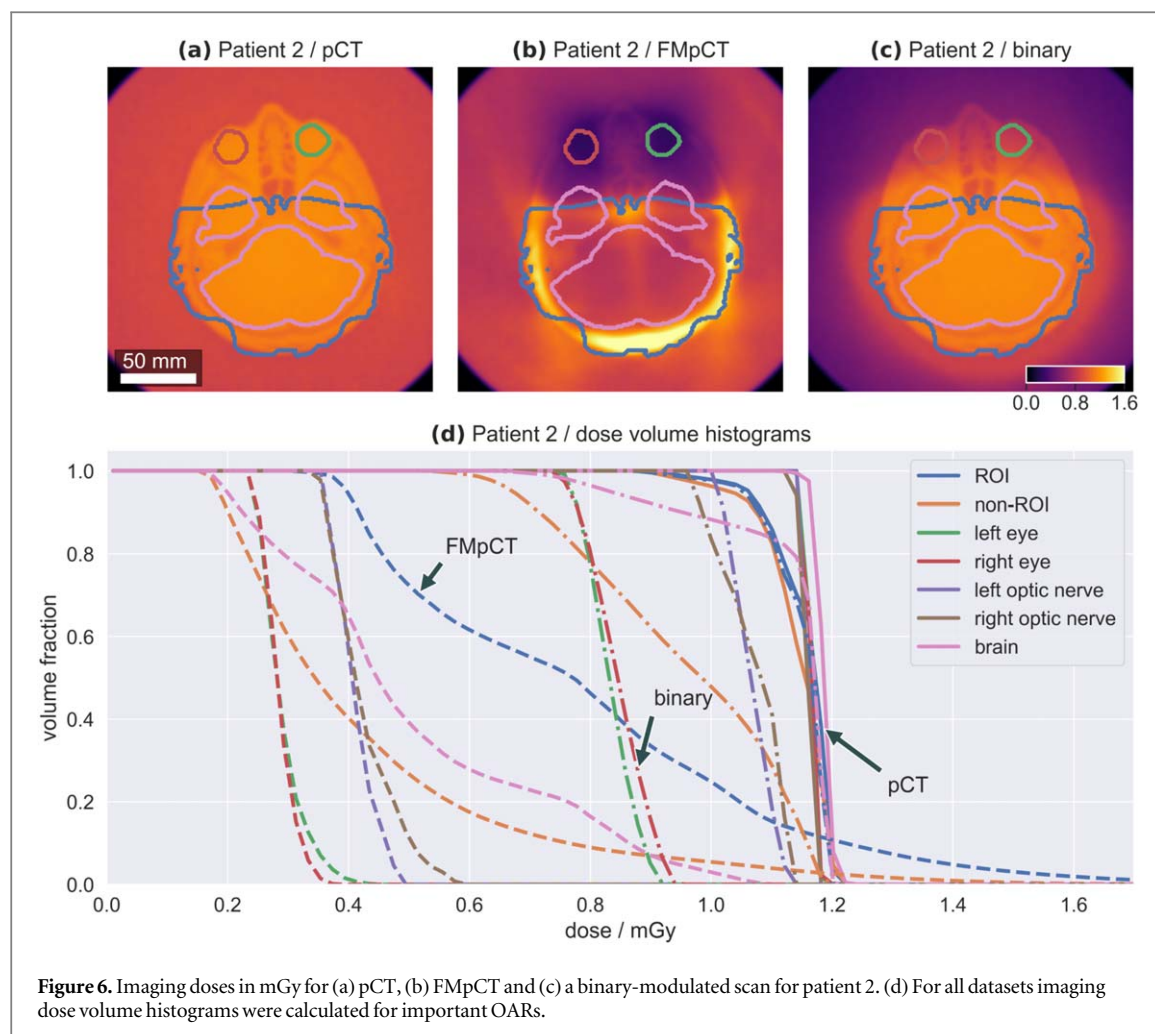 (a) Patient 2 / pCT
(b) Patient 2 / FMpCT
(c) Patient 2 / binary
50 mm
0.0 0.8 1.6
(d) Patient 2 / dose volume histograms
1.0
0.8
0.6
0.4
0.2
0.0
volume fraction
FMpCT
binary
pCT
ROI
non-ROI
left eye
right eye
left optic nerve
right optic nerve
brain
0.0 0.2 0.4 0.6 0.8 1.0 1.2 1.4 1.6
dose / mGy
Figure 6. Imaging doses in mGy for (a) pCT, (b) FMpCT and (c) a binary-modulated scan for patient 2. (d) For all datasets imaging
dose volume histograms were calculated for important OARs.